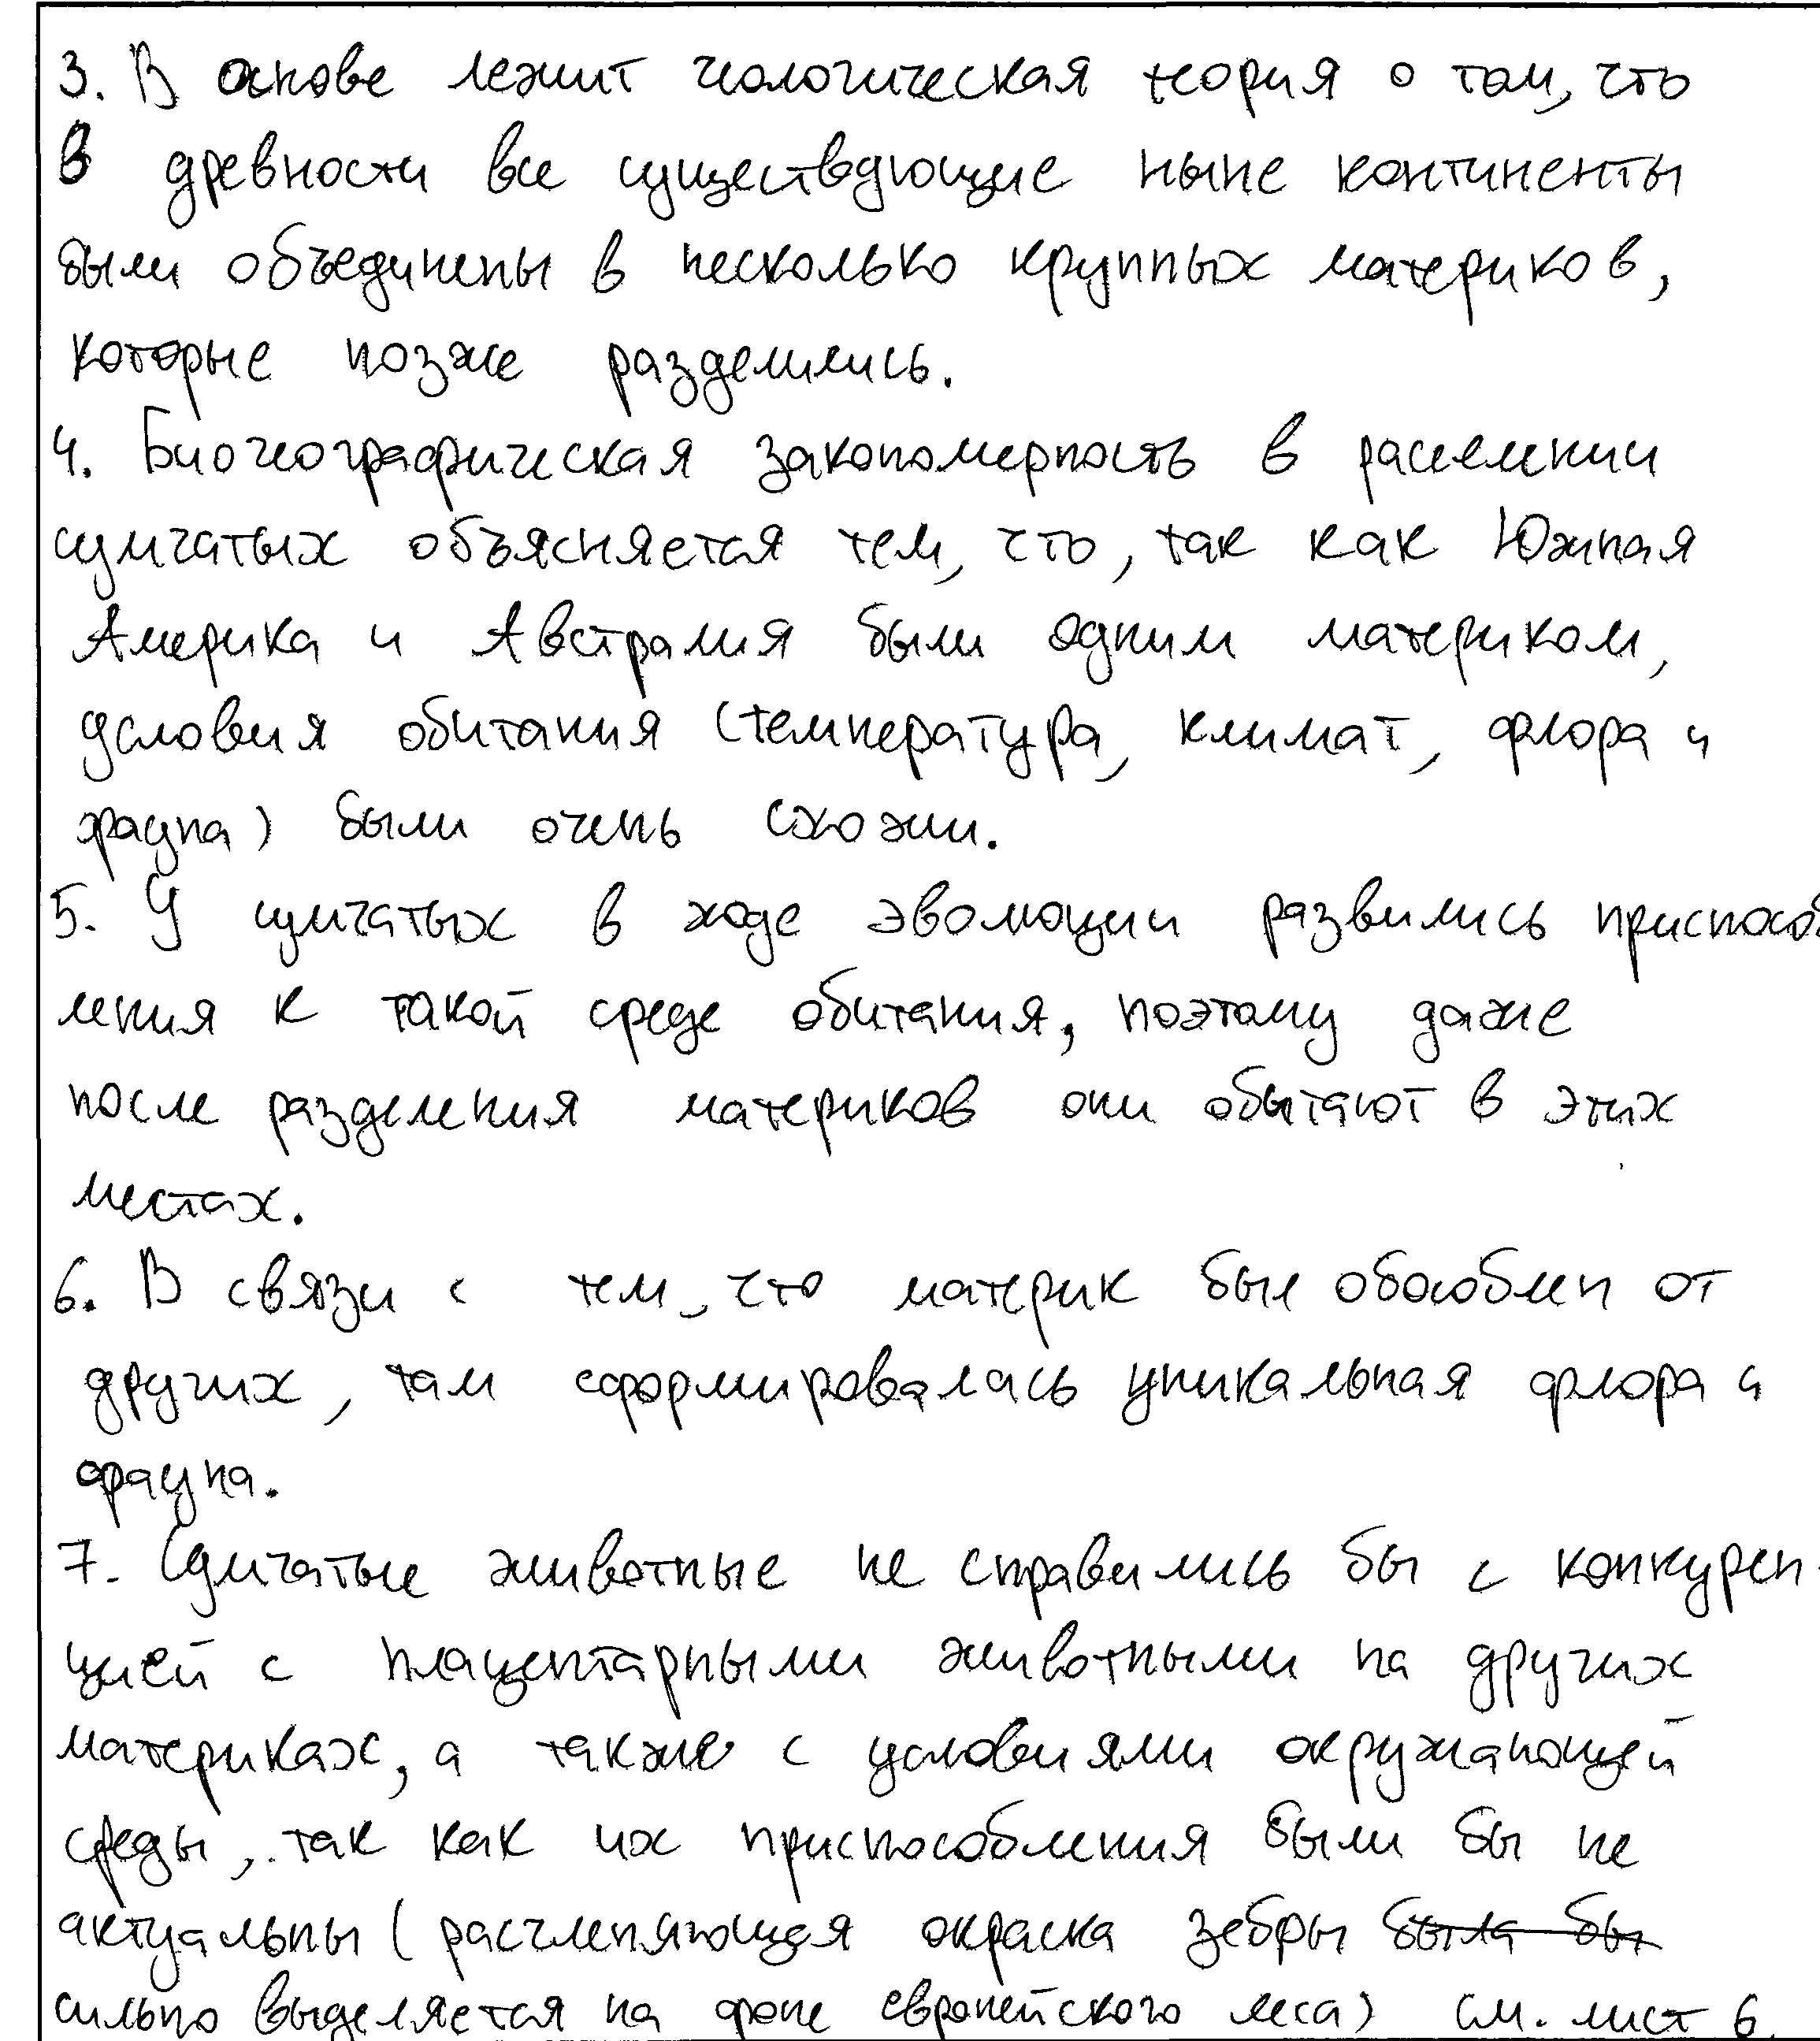 3. В основе лежит геологическая теория о том, что
в древности все существующие ныне континенты
были объединены в несколько крупных материков,
которые позже разделились.
4. Биогеографическая закономерность в расселении
сумчатых объясняется тем, что, так как Южная
Америка и Австралия были одним материком,
условия обитания (температура, климат, флора и
фауна) были очень схожи.
5. У сумчатых в ходе эволюции развились приспособ
ления к такой среде обитания, поэтому даже
после разделения материков они обытают в этих
местах.
6. В связи с тем, что материк был обособлен от
других, там сформировалась уникальная флора и
фауна.
7. Сумчатые животные не справились бы с конкурен-
цией с плацентарными животными на других
материках, а также с условиями окружающей
среды, так как их приспособления были бы не
актуальны (расчленяющая окраска зебры была бы
сильно выделяется на фоне европейского леса) см. лист 6